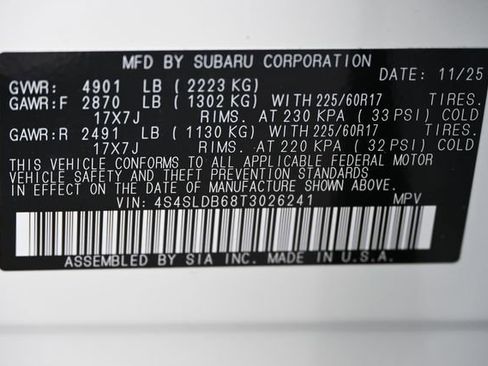 MFD BY SUBARU CORPORATION
GVWR: 4901 LB ( 2223 KG) DATE: 11/25
GAWR:F 2870 LB ( 1302 KG) WITH 225/60R17 TIRES.
17X7J RIMS. AT 230 KPA ( 33 PSI) COLD
GAWR:R 2491 LB ( 1130 KG) WITH 225/60R17 TIRES.
17X7J RIMS. AT 220 KPA ( 32 PSI) COLD
THIS VEHICLE CONFORMS TO ALL APPLICABLE FEDERAL MOTOR
VEHICLE SAFETY AND THEFT PREVENTION STANDARDS
IN EFFECT ON THE DATE OF MANUFACTURE SHOWN ABOVE.
VIN: 4S4SLDB68T3026241 MPV
ASSEMBLED BY SIA INC. MADE IN U.S.A.